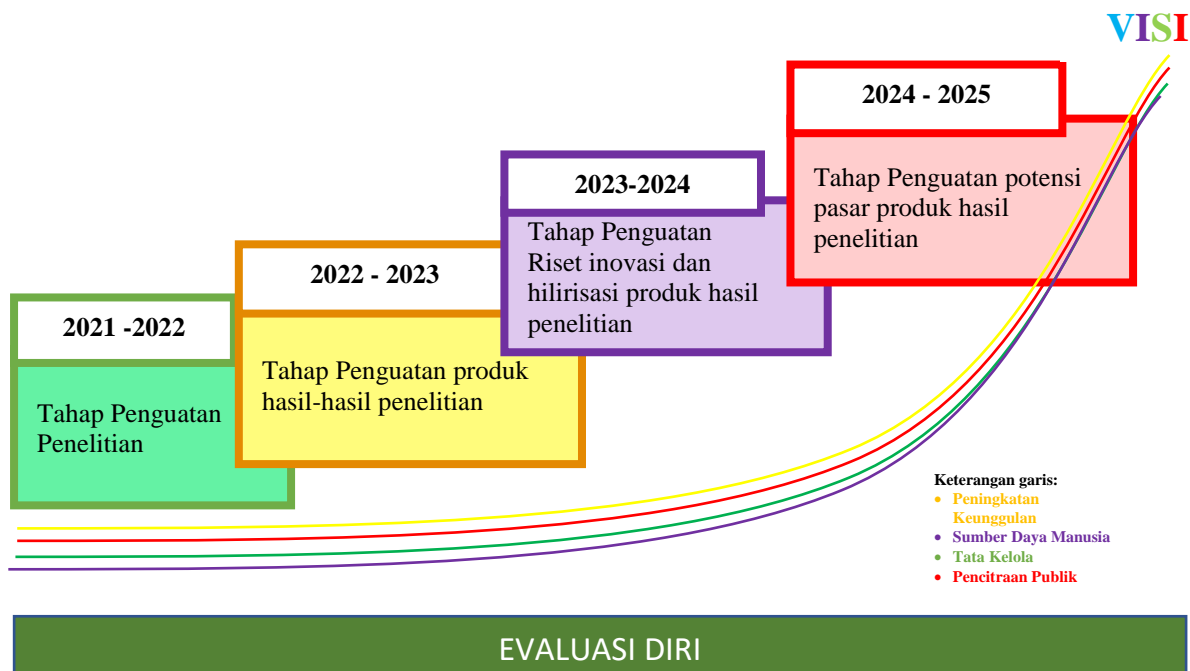 VISI
2024 - 2025
Tahap Penguatan potensi
pasar produk hasil
penelitian
2023-2024
Tahap Penguatan
Riset inovasi dan
hilirisasi produk hasil
penelitian
2022 - 2023
Tahap Penguatan produk
hasil-hasil penelitian
2021 -2022
Tahap Penguatan
Penelitian
Keterangan garis:
• Peningkatan
Keunggulan
• Sumber Daya Manusia
• Tata Kelola
• Pencitraan Publik
EVALUASI DIRI